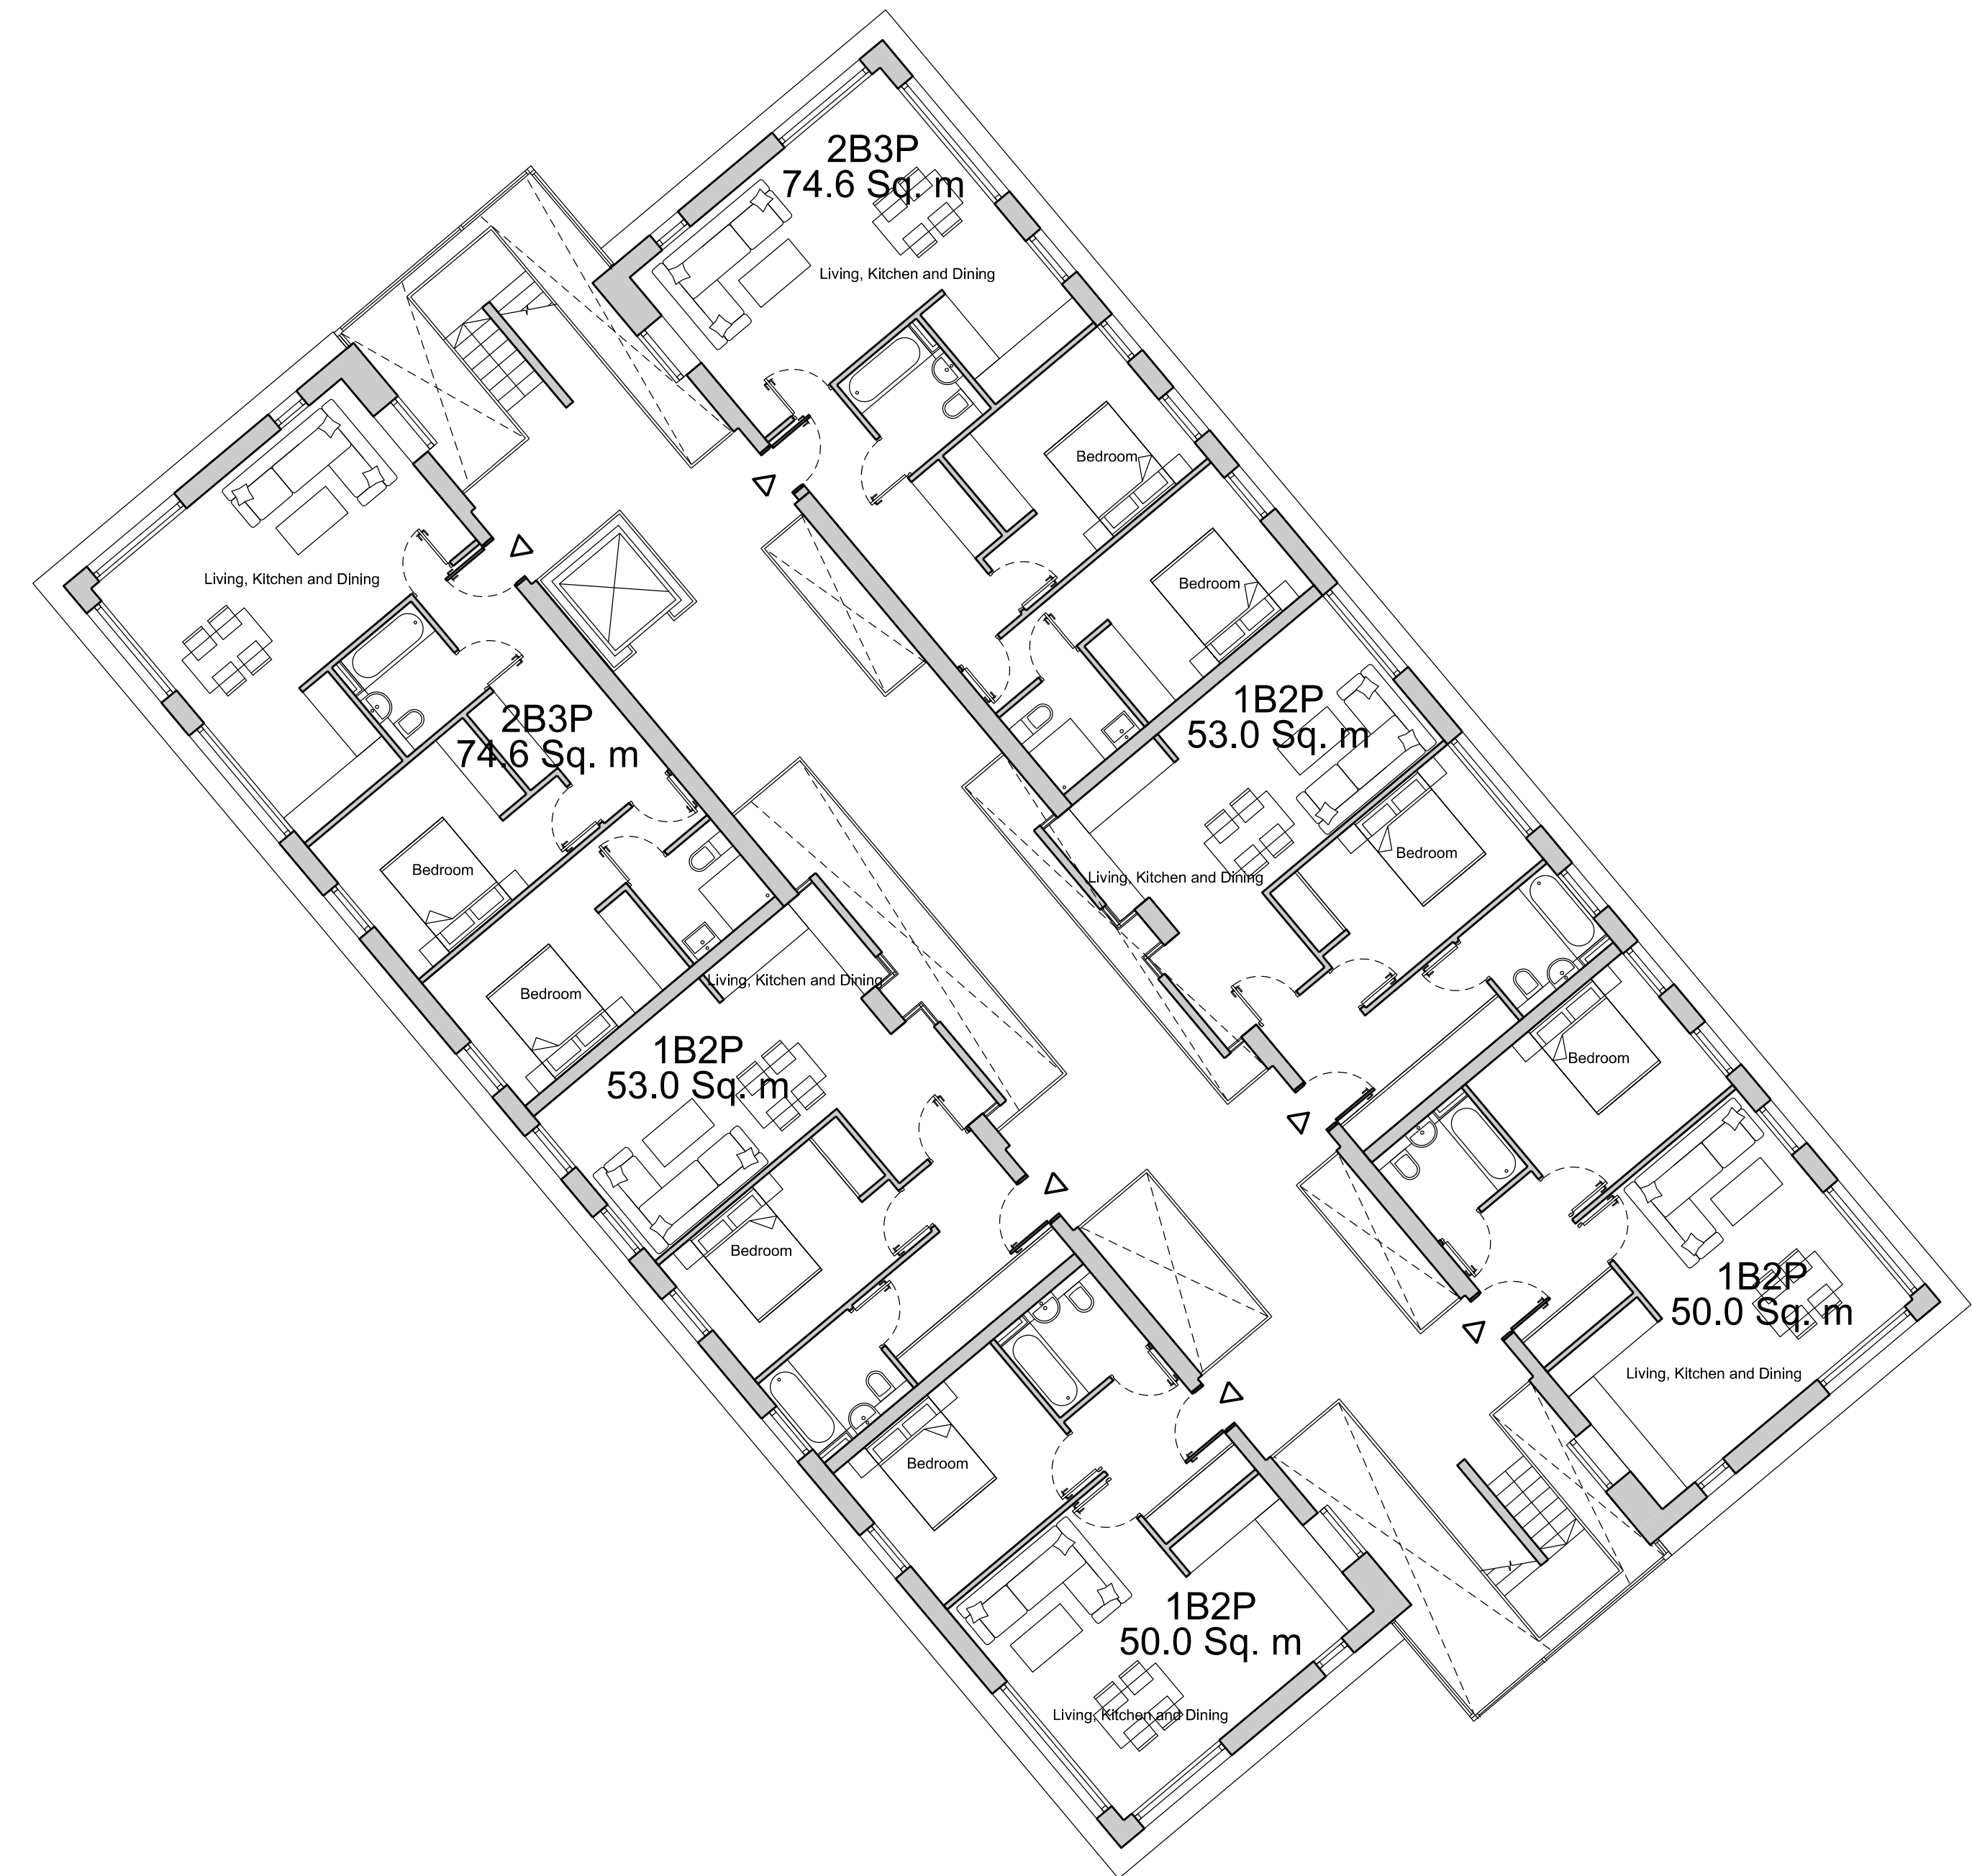 2B3P
74.6 Sq. m
Living, Kitchen and Dining
Bedroom
Living, Kitchen and Dining
Bedroom
2B3P
74.6 Sq. m
1B2P
53.0 Sq. m
Bedroom
Bedroom
Living, Kitchen and Dining
Living, Kitchen and Dining
Bedroom
1B2P
53.0 Sq. m
Bedroom
Bedroom
1B2P
50.0 Sq. m
Living, Kitchen and Dining
Bedroom
1B2P
50.0 Sq. m
Living, Kitchen and Dining